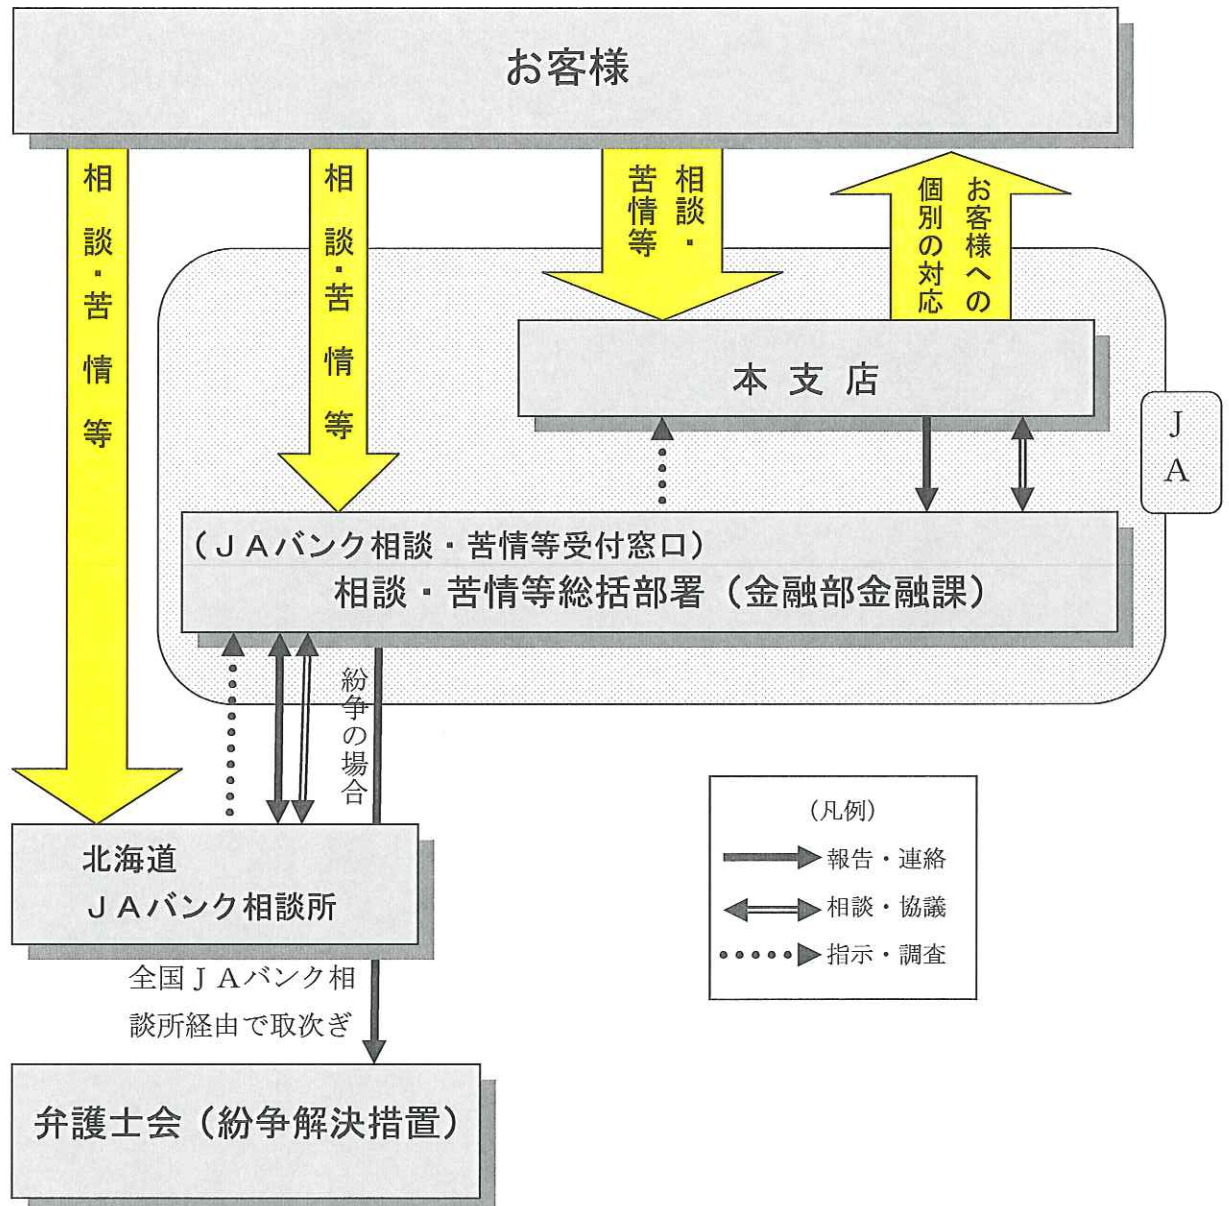 お客様
相談・苦情等
相談・苦情等
相談・
苦情等
お客様への
個別の対応
本支店
ＪＡ
（ＪＡバンク相談・苦情等受付窓口）
相談・苦情等総括部署（金融部金融課）
紛争の場合
北海道
ＪＡバンク相談所
（凡例）
報告・連絡
相談・協議
指示・調査
全国ＪＡバンク相
談所経由で取次ぎ
弁護士会（紛争解決措置）